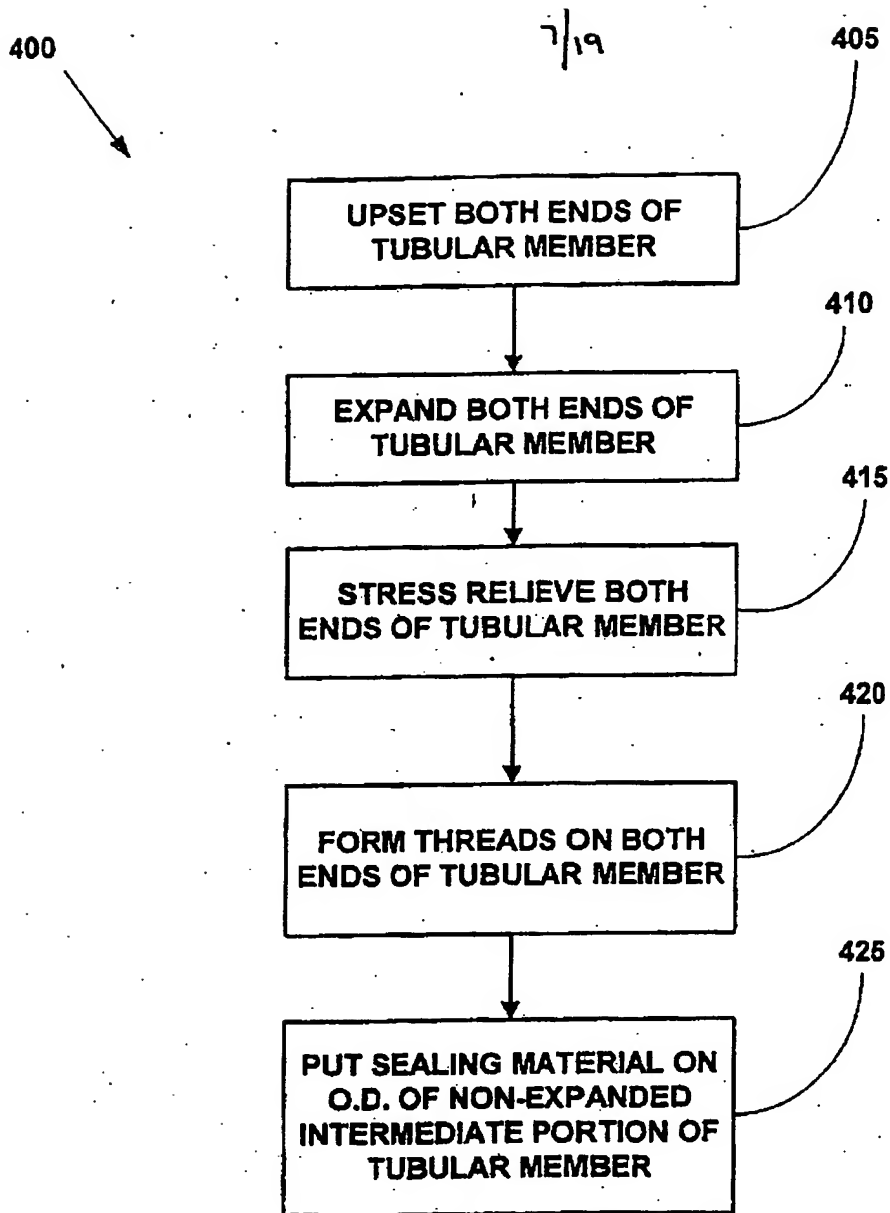 7/19
400
405
UPSET BOTH ENDS OF
TUBULAR MEMBER
410
EXPAND BOTH ENDS OF
TUBULAR MEMBER
415
STRESS RELIEVE BOTH
ENDS OF TUBULAR MEMBER
420
FORM THREADS ON BOTH
ENDS OF TUBULAR MEMBER
425
PUT SEALING MATERIAL ON
O.D. OF NON-EXPANDED
INTERMEDIATE PORTION OF
TUBULAR MEMBER